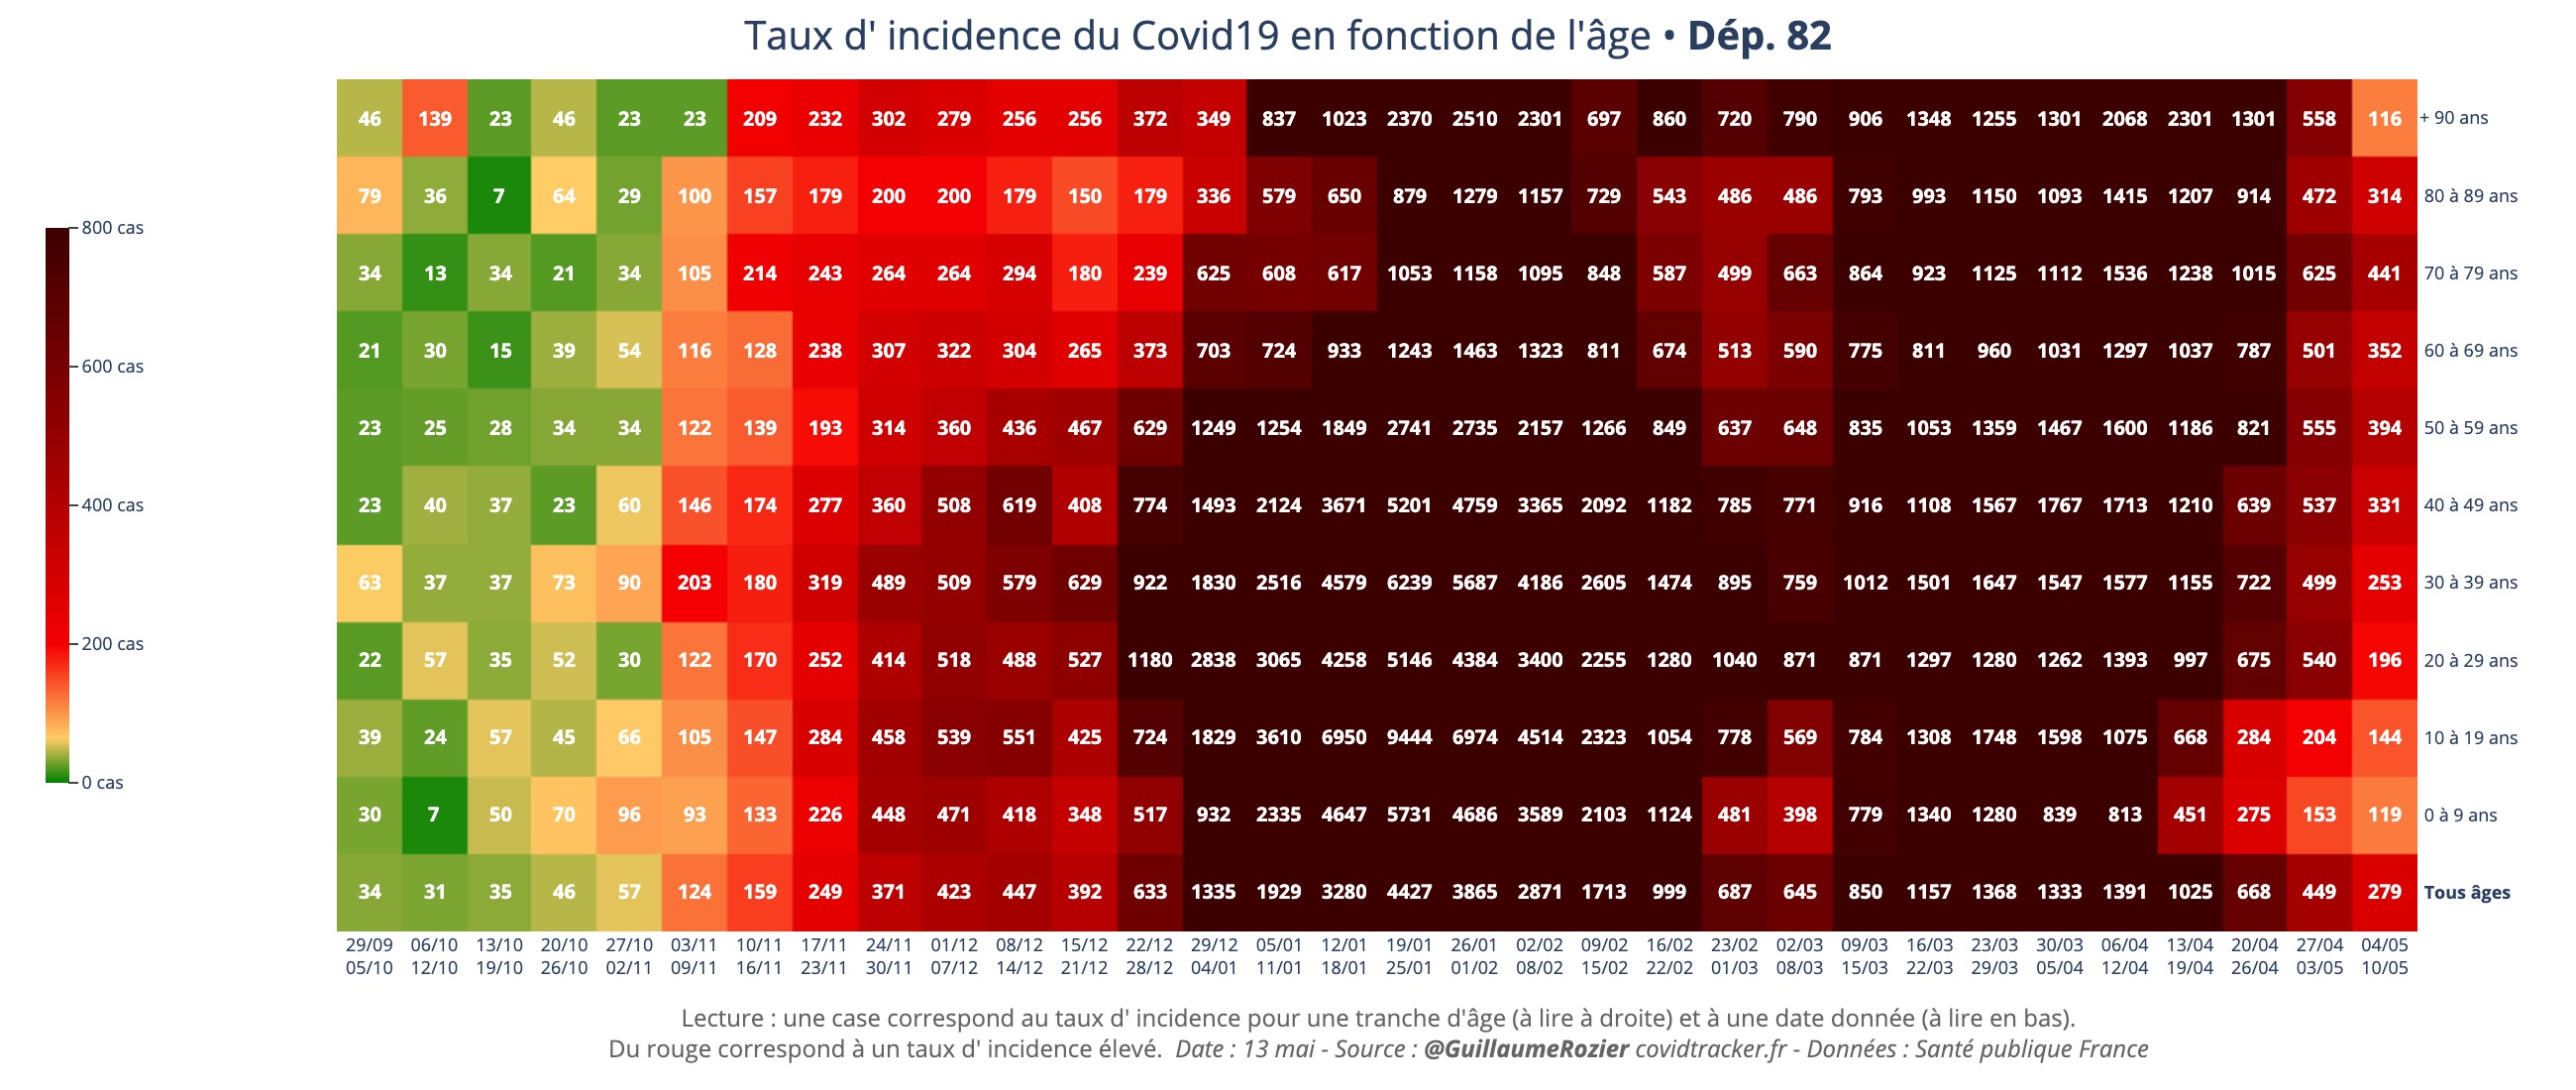 Taux d' incidence du Covid19 en fonction de l'âge • Dép. 82
46 139 23 46 23 23 209 232 302 279 256 256 372 349 837 1023 2370 2510 2301 697 860 720 790 906 1348 1255 1301 2068 2301 1301 558 116 + 90 ans
79 36 7 64 29 100 157 179 200 200 179 150 179 336 579 650 879 1279 1157 729 543 486 486 793 993 1150 1093 1415 1207 914 472 314 80 à 89 ans
34 13 34 21 34 105 214 243 264 264 294 180 239 625 608 617 1053 1158 1095 848 587 499 663 864 923 1125 1112 1536 1238 1015 625 441 70 à 79 ans
21 30 15 39 54 116 128 238 307 322 304 265 373 703 724 933 1243 1463 1323 811 674 513 590 775 811 960 1031 1297 1037 787 501 352 60 à 69 ans
23 25 28 34 34 122 139 193 314 360 436 467 629 1249 1254 1849 2741 2735 2157 1266 849 637 648 835 1053 1359 1467 1600 1186 821 555 394 50 à 59 ans
23 40 37 23 60 146 174 277 360 508 619 408 774 1493 2124 3671 5201 4759 3365 2092 1182 785 771 916 1108 1567 1767 1713 1210 639 537 331 40 à 49 ans
63 37 37 73 90 203 180 319 489 509 579 629 922 1830 2516 4579 6239 5687 4186 2605 1474 895 759 1012 1501 1647 1547 1577 1155 722 499 253 30 à 39 ans
22 57 35 52 30 122 170 252 414 518 488 527 1180 2838 3065 4258 5146 4384 3400 2255 1280 1040 871 871 1297 1280 1262 1393 997 675 540 196 20 à 29 ans
39 24 57 45 66 105 147 284 458 539 551 425 724 1829 3610 6950 9444 6974 4514 2323 1054 778 569 784 1308 1748 1598 1075 668 284 204 144 10 à 19 ans
30 7 50 70 96 93 133 226 448 471 418 348 517 932 2335 4647 5731 4686 3589 2103 1124 481 398 779 1340 1280 839 813 451 275 153 119 0 à 9 ans
34 31 35 46 57 124 159 249 371 423 447 392 633 1335 1929 3280 4427 3865 2871 1713 999 687 645 850 1157 1368 1333 1391 1025 668 449 279 Tous âges
29/09 06/10 13/10 20/10 27/10 03/11 10/11 17/11 24/11 01/12 08/12 15/12 22/12 29/12 05/01 12/01 19/01 26/01 02/02 09/02 16/02 23/02 02/03 09/03 16/03 23/03 30/03 06/04 13/04 20/04 27/04 04/05
05/10 12/10 19/10 26/10 02/11 09/11 16/11 23/11 30/11 07/12 14/12 21/12 28/12 04/01 11/01 18/01 25/01 01/02 08/02 15/02 22/02 01/03 08/03 15/03 22/03 29/03 05/04 12/04 19/04 26/04 03/05 10/05
800 cas
600 cas
400 cas
200 cas
0 cas
Lecture : une case correspond au taux d' incidence pour une tranche d'âge (à lire à droite) et à une date donnée (à lire en bas).
Du rouge correspond à un taux d' incidence élevé. Date : 13 mai - Source : @GuillaumeRozier covidtracker.fr - Données : Santé publique France